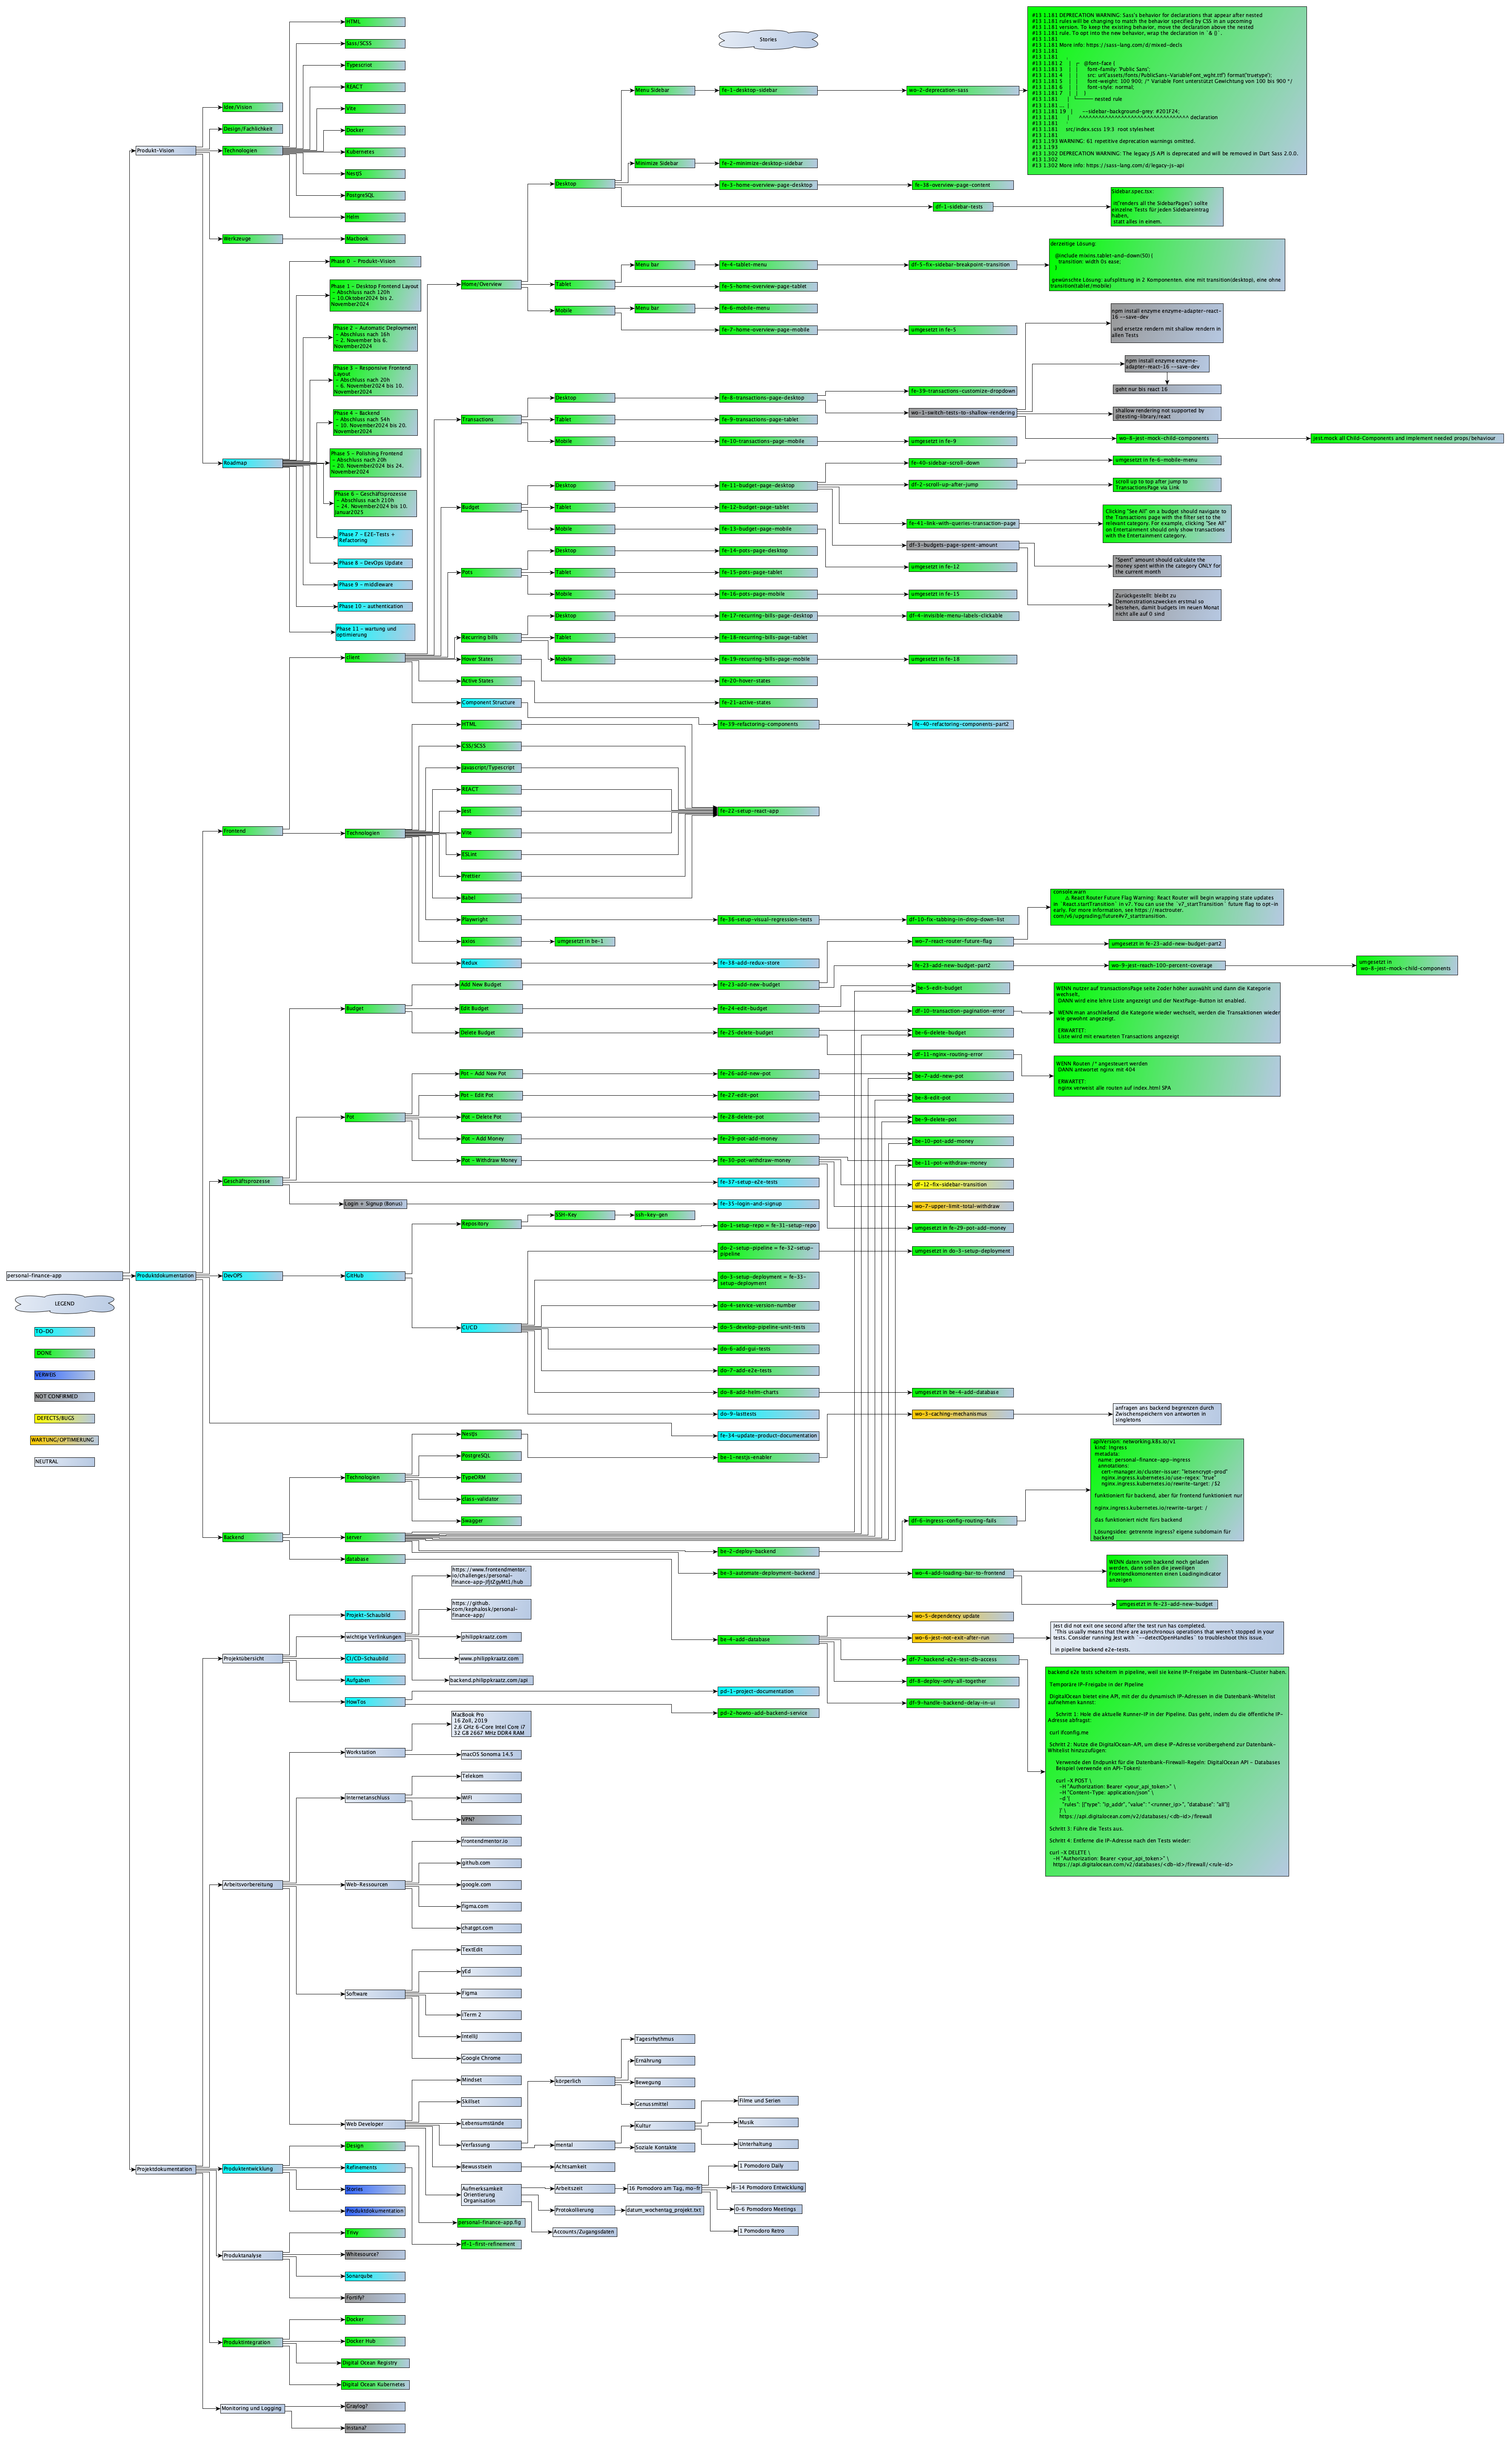 Stories
HTML
Sass/SCSS
Typescript
REACT
Vite
Docker
Kubernetes
NestJS
PostgreSQL
Helm
Idee/Vision
Design/Fachlichkeit
Produkt-Vision
Technologien
Werkzeuge
Macbook
Phase 0 - Produkt-Vision
Phase 1 - Desktop Frontend Layout
- Abschluss nach 120h
- 10.Oktober2024 bis 2.
November2024
Phase 2 - Automatic Deployment
- Abschluss nach 16h
- 2. November bis 6.
November2024
Phase 3 - Responsive Frontend
Layout
- Abschluss nach 20h
- 6. November2024 bis 10.
November2024
Phase 4 - Backend
- Abschluss nach 54h
- 10. November2024 bis 20.
November2024
Roadmap
Phase 5 - Polishing Frontend
- Abschluss nach 20h
- 20. November2024 bis 24.
November2024
Phase 6 - Geschäftsprozesse
- Abschluss nach 210h
- 24. November2024 bis 10.
Januar2025
Phase 7 - E2E-Tests +
Refactoring
Phase 8 - DevOps Update
Phase 9 - middleware
Phase 10 - authentication
Phase 11 - wartung und
optimierung
Menu Sidebar
fe-1-desktop-sidebar
wo-2-deprecation-sass
#13 1.181 DEPRECATION WARNING: Sass's behavior for declarations that appear after nested
#13 1.181 rules will be changing to match the behavior specified by CSS in an upcoming
#13 1.181 version. To keep the existing behavior, move the declaration above the nested
#13 1.181 rule. To opt into the new behavior, wrap the declaration in `& {}`.
#13 1.181
#13 1.181 More info: https://sass-lang.com/d/mixed-decls
#13 1.181
#13 1.181
#13 1.181 2 │ ┌ @font-face {
#13 1.181 3 │ │ font-family: 'Public Sans';
#13 1.181 4 │ │ src: url('assets/fonts/PublicSans-VariableFont_wght.ttf') format('truetype');
#13 1.181 5 │ │ font-weight: 100 900; /* Variable Font unterstützt Gewichtung von 100 bis 900 */
#13 1.181 6 │ │ font-style: normal;
#13 1.181 7 │ │ }
#13 1.181 │ └──── nested rule
#13 1.181 ... │
#13 1.181 19 │ --sidebar-background-grey: #201F24;
#13 1.181 │ ^^^^^^^^^^^^^^^^^^^^^^^^^^^^^^^^^^ declaration
#13 1.181
#13 1.181 src/index.scss 19:3 root stylesheet
#13 1.181
#13 1.193 WARNING: 61 repetitive deprecation warnings omitted.
#13 1.193
#13 1.302 DEPRECATION WARNING: The legacy JS API is deprecated and will be removed in Dart Sass 2.0.0.
#13 1.302
#13 1.302 More info: https://sass-lang.com/d/legacy-js-api
Minimize Sidebar
fe-2-minimize-desktop-sidebar
Desktop
fe-3-home-overview-page-desktop
fe-38-overview-page-content
df-1-sidebar-tests
Sidebar.spec.tsx:
it('renders all the SidebarPages') sollte
einzelne Tests für jeden Sidebareintrag
haben,
statt alles in einem.
Menu bar
fe-4-tablet-menu
df-5-fix-sidebar-breakpoint-transition
derzeitige Lösung:
@include mixins.tablet-and-down(50) {
transition: width 0s ease;
}
gewünschte Lösung: aufsplittung in 2 Komponenten. eine mit transition(desktop), eine ohne
transition(tablet/mobile)
Home/Overview
Tablet
fe-5-home-overview-page-tablet
Mobile
Menu bar
fe-6-mobile-menu
fe-7-home-overview-page-mobile
umgesetzt in fe-5
npm install enzyme enzyme-adapter-react-
16 --save-dev
und ersetze rendern mit shallow rendern in
allen Tests
npm install enzyme enzyme-
adapter-react-16 --save-dev
geht nur bis react 16
fe-33-transactions-customize-dropdown
Desktop
fe-8-transactions-page-desktop
wo-1-switch-tests-to-shallow-rendering
shallow rendering not supported by
@testing-library/react
Transactions
Tablet
fe-9-transactions-page-tablet
wo-8-jest-mock-child-components
jest.mock all Child-Components and implement needed props/behaviour
Mobile
fe-10-transactions-page-mobile
umgesetzt in fe-9
fe-40-sidebar-scroll-down
umgesetzt in fe-6-mobile-menu
Desktop
fe-11-budget-page-desktop
df-2-scroll-up-after-jump
scroll up to top after jump to
TransactionsPage via Link
Budget
Tablet
fe-12-budget-page-tablet
fe-41-link-with-queries-transaction-page
Clicking "See All" on a budget should navigate to
the Transactions page with the filter set to the
relevant category. For example, clicking "See All"
on Entertainment should only show transactions
with the Entertainment category.
Mobile
fe-13-budget-page-mobile
df-3-budgets-page-spent-amount
"Spent" amount should calculate the
money spent within the category ONLY for
the current month
umgesetzt in fe-12
Zurückgestellt: bleibt zu
Demonstrationszwecken erstmal so
bestehen, damit budgets im neuen Monat
nicht alle auf 0 sind
Desktop
fe-14-pots-page-desktop
Pots
Tablet
fe-15-pots-page-tablet
Mobile
fe-16-pots-page-mobile
umgesetzt in fe-15
Desktop
fe-17-recurring-bills-page-desktop
df-4-invisible-menu-labels-clickable
Recurring bills
Tablet
fe-18-recurring-bills-page-tablet
client
Hover States
Mobile
fe-19-recurring-bills-page-mobile
umgesetzt in fe-18
fe-20-hover-states
Active States
fe-21-active-states
Component Structure
fe-39-refactoring-components
fe-40-refactoring-components-part2
HTML
CSS/SCSS
Javascript/Typescript
REACT
Jest
fe-22-setup-react-app
Frontend
Technologien
Vite
ESLint
Prettier
Babel
Playwright
fe-36-setup-visual-regression-tests
df-10-fix-tabbing-in-drop-down-list
console.warn
⚠ React Router Future Flag Warning: React Router will begin wrapping state updates
in `React.startTransition` in v7. You can use the `v7_startTransition` future flag to opt-in
early. For more information, see https://reactrouter.
com/v6/upgrading/future#v7_starttransition.
axios
umgesetzt in be-1
wo-7-react-router-future-flag
umgesetzt in fe-23-add-new-budget-part2
Redux
fe-38-add-redux-store
fe-23-add-new-budget-part2
wo-9-jest-reach-100-percent-coverage
umgesetzt in
wo-8-jest-mock-child-components
Add New Budget
fe-23-add-new-budget
be-5-edit-budget
Budget
Edit Budget
fe-24-edit-budget
df-10-transaction-pagination-error
WENN nutzer auf transactionsPage seite 2oder höher auswählt und dann die Kategorie
wechselt,
DANN wird eine lehre Liste angezeigt und der NextPage-Button ist enabled.
WENN man anschließend die Kategorie wieder wechselt, werden die Transaktionen wieder
wie gewohnt angezeigt.
ERWARTET:
Liste wird mit erwarteten Transactions angezeigt
Delete Budget
fe-25-delete-budget
be-6-delete-budget
df-11-nginx-routing-error
WENN Routen /* angesteuert werden
DANN antwortet nginx mit 404
ERWARTET:
nginx verweist alle routen auf index.html SPA
Pot - Add New Pot
fe-26-add-new-pot
be-7-add-new-pot
Pot - Edit Pot
fe-27-edit-pot
be-8-edit-pot
Pot
Pot - Delete Pot
fe-28-delete-pot
be-9-delete-pot
Pot - Add Money
fe-29-pot-add-money
be-10-pot-add-money
Pot - Withdraw Money
fe-30-pot-withdraw-money
be-11-pot-withdraw-money
Geschäftsprozesse
fe-37-setup-e2e-tests
df-12-fix-sidebar-transition
Login + Signup (Bonus)
fe-35-login-and-signup
wo-7-upper-limit-total-withdraw
Repository
SSH-Key
ssh-key-gen
do-1-setup-repo = fe-31-setup-repo
umgesetzt in fe-29-pot-add-money
do-2-setup-pipeline = fe-32-setup-
pipeline
umgesetzt in do-3-setup-deployment
personal-finance-app
Produktdokumentation
DevOPS
GitHub
do-3-setup-deployment = fe-33-
setup-deployment
LEGEND
TO-DO
DONE
VERWEIS
NOT CONFIRMED
DEFECTS/BUGS
WARTUNG/OPTIMIERUNG
NEUTRAL
do-4-service-version-number
CI/CD
do-5-develop-pipeline-unit-tests
do-6-add-gui-tests
do-7-add-e2e-tests
do-8-add-helm-charts
umgesetzt in be-4-add-database
do-9-lasttests
wo-3-caching-mechanismus
anfragen ans backend begrenzen durch
Zwischenspeichern von antworten in
singletons
fe-34-update-product-documentation
NestJs
be-1-nestjs-enabler
PostgreSQL
Technologien
TypeORM
class-validator
Swagger
apiVersion: networking.k8s.io/v1
kind: Ingress
metadata:
name: personal-finance-app-ingress
annotations:
cert-manager.io/cluster-issuer: "letsencrypt-prod"
nginx.ingress.kubernetes.io/use-regex: "true"
nginx.ingress.kubernetes.io/rewrite-target: /$2
funktioniert für backend, aber für frontend funktioniert nur
nginx.ingress.kubernetes.io/rewrite-target: /
das funktioniert nicht fürs backend
Lösungsidee: getrennte ingress? eigene subdomain für
backend
df-6-ingress-config-routing-fails
Backend
server
be-2-deploy-backend
database
be-3-automate-deployment-backend
wo-4-add-loading-bar-to-frontend
WENN daten vom backend noch geladen
werden, dann sollen die jeweiligen
Frontendkomonenten einen Loadingindicator
anzeigen
umgesetzt in fe-23-add-new-budget
https://www.frontendmentor.
io/challenges/personal-
finance-app-JfjtZgyMt1/hub
https://github.
com/kephalosk/personal-
finance-app/
Projekt-Schaubild
wichtige Verlinkungen
philippkraatz.com
www.philippkraatz.com
backend.philippkraatz.com/api
Projektübersicht
CI/CD-Schaubild
Aufgaben
HowTos
be-4-add-database
wo-5-dependency update
wo-6-jest-not-exit-after-run
Jest did not exit one second after the test run has completed.
'This usually means that there are asynchronous operations that weren't stopped in your
tests. Consider running Jest with `--detectOpenHandles` to troubleshoot this issue.
in pipeline backend e2e-tests.
df-7-backend-e2e-test-db-access
df-8-deploy-only-all-together
df-9-handle-backend-delay-in-ui
pd-1-project-documentation
pd-2-howto-add-backend-service
Backend e2e tests scheitern in pipeline, weil sie keine IP-Freigabe im Datenbank-Cluster haben.
Temporäre IP-Freigabe in der Pipeline
DigitalOcean bietet eine API, mit der du dynamisch IP-Adressen in die Datenbank-Whitelist
aufnehmen kannst:
Schritt 1: Hole die aktuelle Runner-IP in der Pipeline. Das geht, indem du die öffentliche IP-
Adresse abfragst:
curl ifconfig.me
Schritt 2: Nutze die DigitalOcean-API, um diese IP-Adresse vorübergehend zur Datenbank-
Whitelist hinzuzufügen:
Verwende den Endpunkt für die Datenbank-Firewall-Regeln: DigitalOcean API - Databases
Beispiel (verwende ein API-Token):
curl -X POST \
-H "Authorization: Bearer <your_api_token>" \
-H "Content-Type: application/json" \
-d '{
"rules": [{"type": "ip_addr", "value": "<runner_ip>", "database": "all"}]
}' \
https://api.digitalocean.com/v2/databases/<db-id>/firewall
Schritt 3: Führe die Tests aus.
Schritt 4: Entferne die IP-Adresse nach den Tests wieder:
curl -X DELETE \
-H "Authorization: Bearer <your_api_token>" \
https://api.digitalocean.com/v2/databases/<db-id>/firewall/<rule-id>
Workstation
MacBook Pro
16 Zoll, 2019
2,6 GHz 6-Core Intel Core i7
32 GB 2667 MHz DDR4 RAM
macOS Sonoma 14.5
Internetanschluss
Telekom
WIFI
VPN?
Arbeitsvorbereitung
Web-Ressourcen
frontendmentor.io
github.com
google.com
figma.com
chatgpt.com
Software
TextEdit
yEd
Figma
iTerm 2
IntelliJ
Google Chrome
Web Developer
Mindset
Skillset
Lebensumstände
Verfassung
körperlich
Tagesrhythmus
Ernährung
Bewegung
Genussmittel
mental
Kultur
Filme und Serien
Musik
Unterhaltung
Soziale Kontakte
Bewusstsein
Achtsamkeit
Aufmerksamkeit
Orientierung
Organisation
Arbeitszeit
16 Pomodoro am Tag, mo-fr
1 Pomodoro Daily
8-14 Pomodoro Entwicklung
0-6 Pomodoro Meetings
1 Pomodoro Retro
Protokollierung
datum_wochentag_projekt.txt
Accounts/Zugangsdaten
Projektdokumentation
Produktentwicklung
Design
personal-finance-app.fig
Refinements
rf-1-first-refinement
Stories
Produktdokumentation
Produktanalyse
Trivy
Whitesource?
Sonarqube
Fortify?
Produktintegration
Docker
Docker Hub
Digital Ocean Registry
Digital Ocean Kubernetes
Monitoring und Logging
Graylog?
Instana?